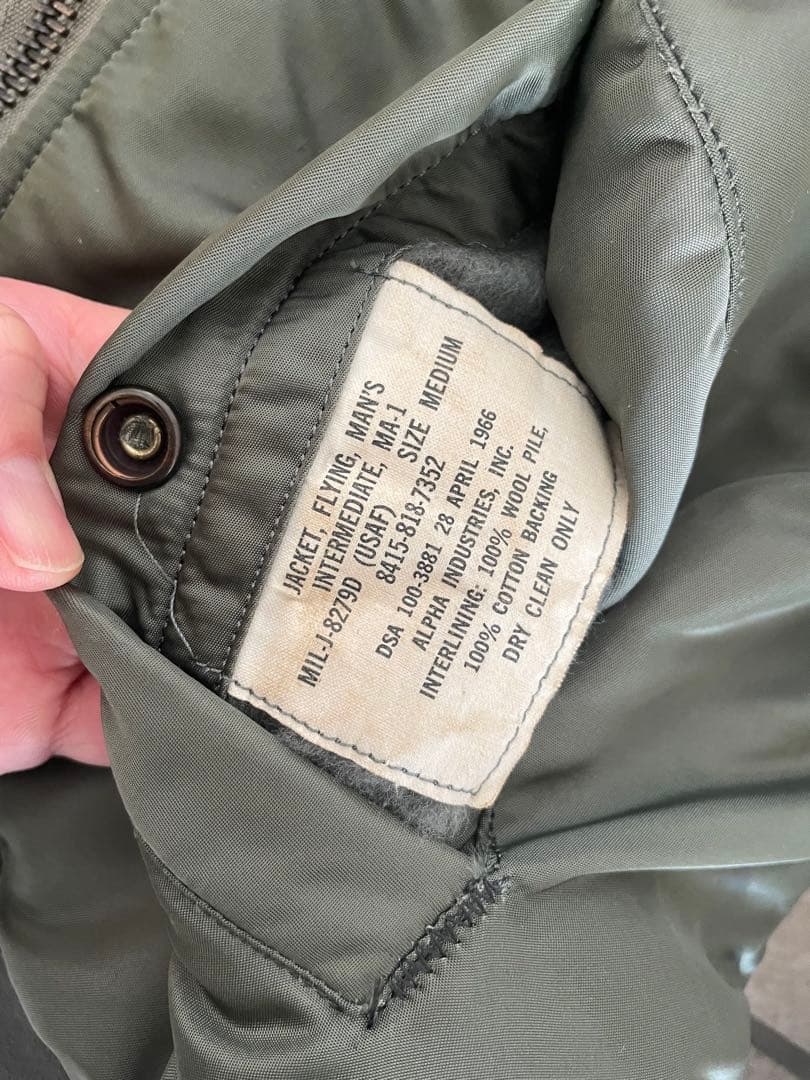 JACKET, FLYING, MAN'S
INTERMEDIATE, MA-1
MIL-J-8279D (USAF)
8415-818-7352 SIZE MEDIUM
DSA 100-3881 28 APRIL 1966
ALPHA INDUSTRIES, INC.
INTERLINING: 100% WOOL PILE,
100% COTTON BACKING
DRY CLEAN ONLY